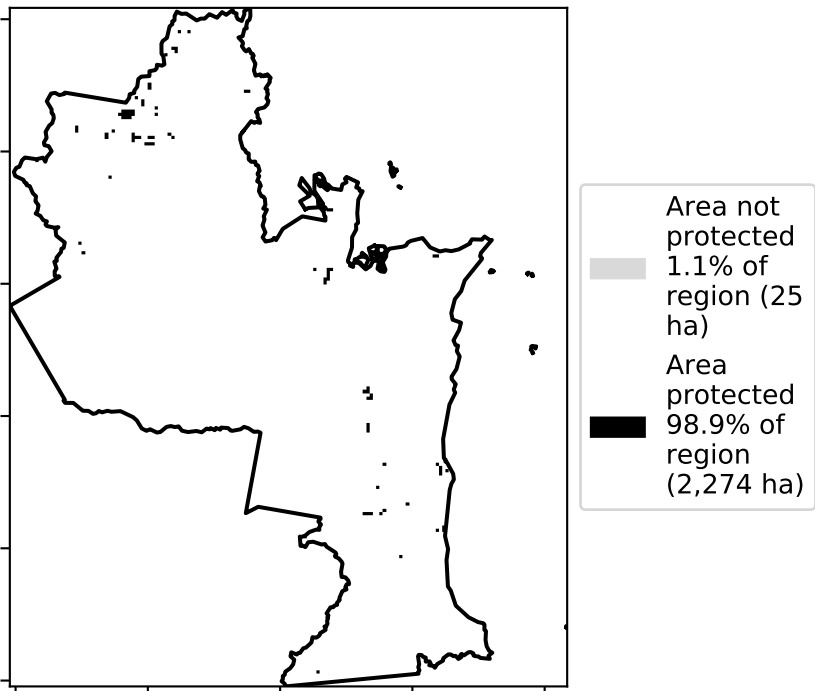 Area not
protected
1.1% of
region (25
ha)
Area
protected
98.9% of
region
(2,274 ha)